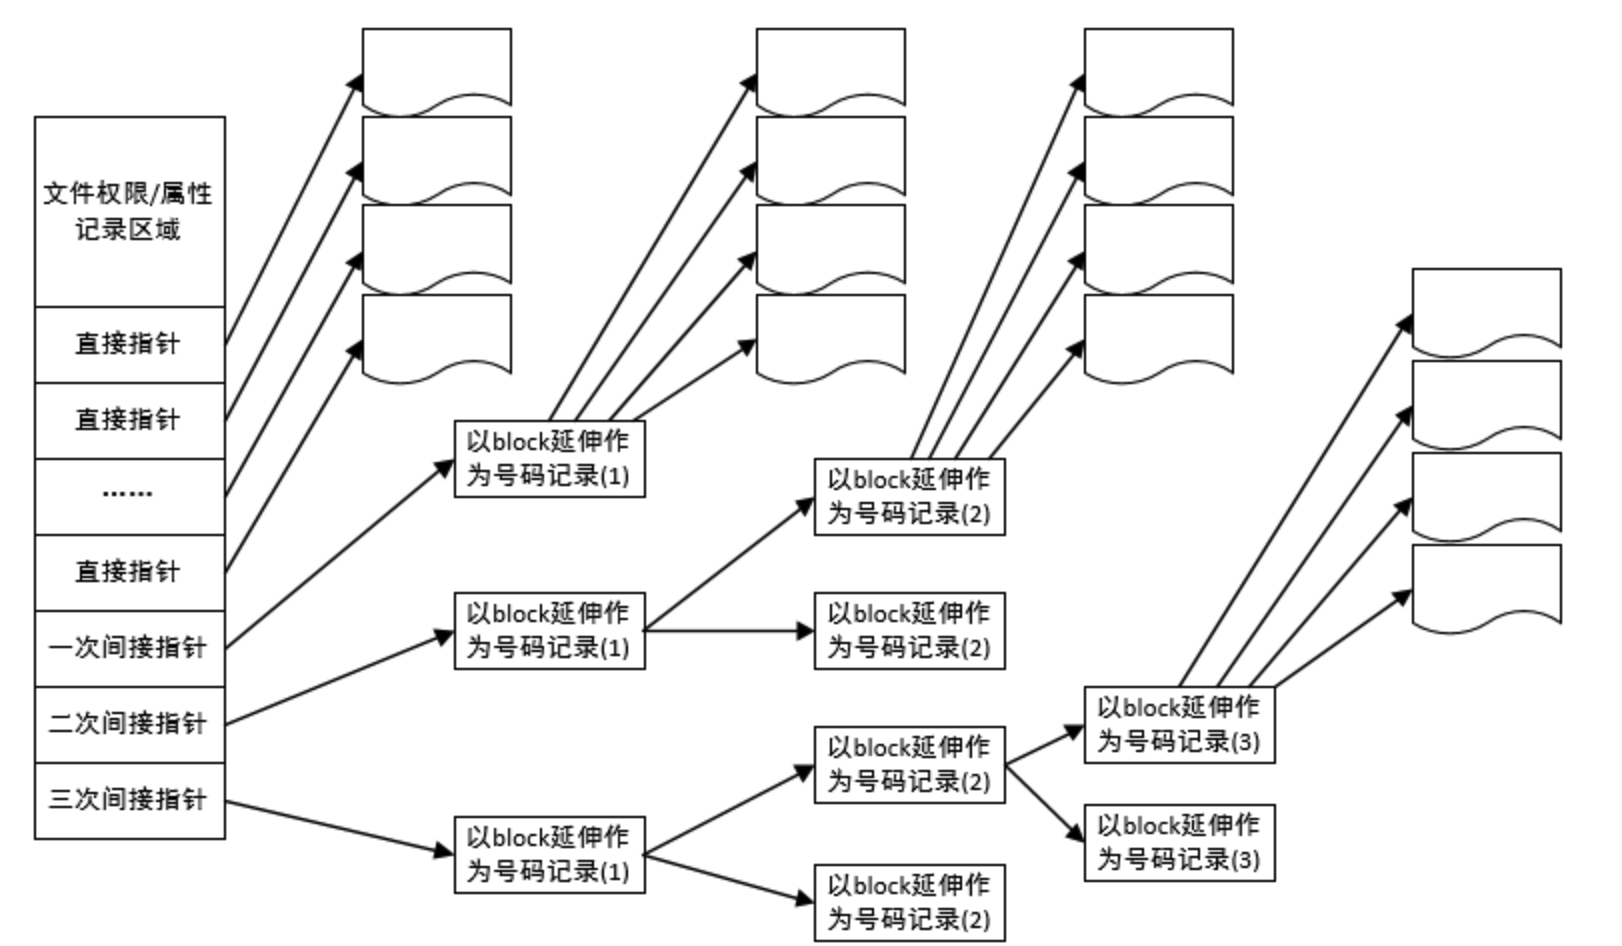 文件权限/属性
记录区域
直接指针
直接指针
……
直接指针
一次间接指针
二次间接指针
三次间接指针
以block延伸作
为号码记录(1)
以block延伸作
为号码记录(2)
以block延伸作
为号码记录(1)
以block延伸作
为号码记录(2)
以block延伸作
为号码记录(3)
以block延伸作
为号码记录(2)
以block延伸作
为号码记录(3)
以block延伸作
为号码记录(1)
以block延伸作
为号码记录(2)